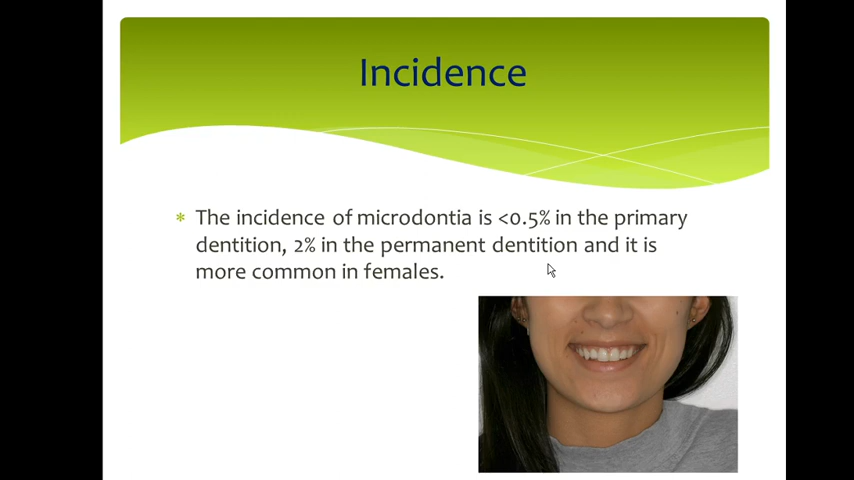 Incidence
* The incidence of microdontia is <0.5% in the primary
dentition, 2% in the permanent dentition and it is
more common in females.